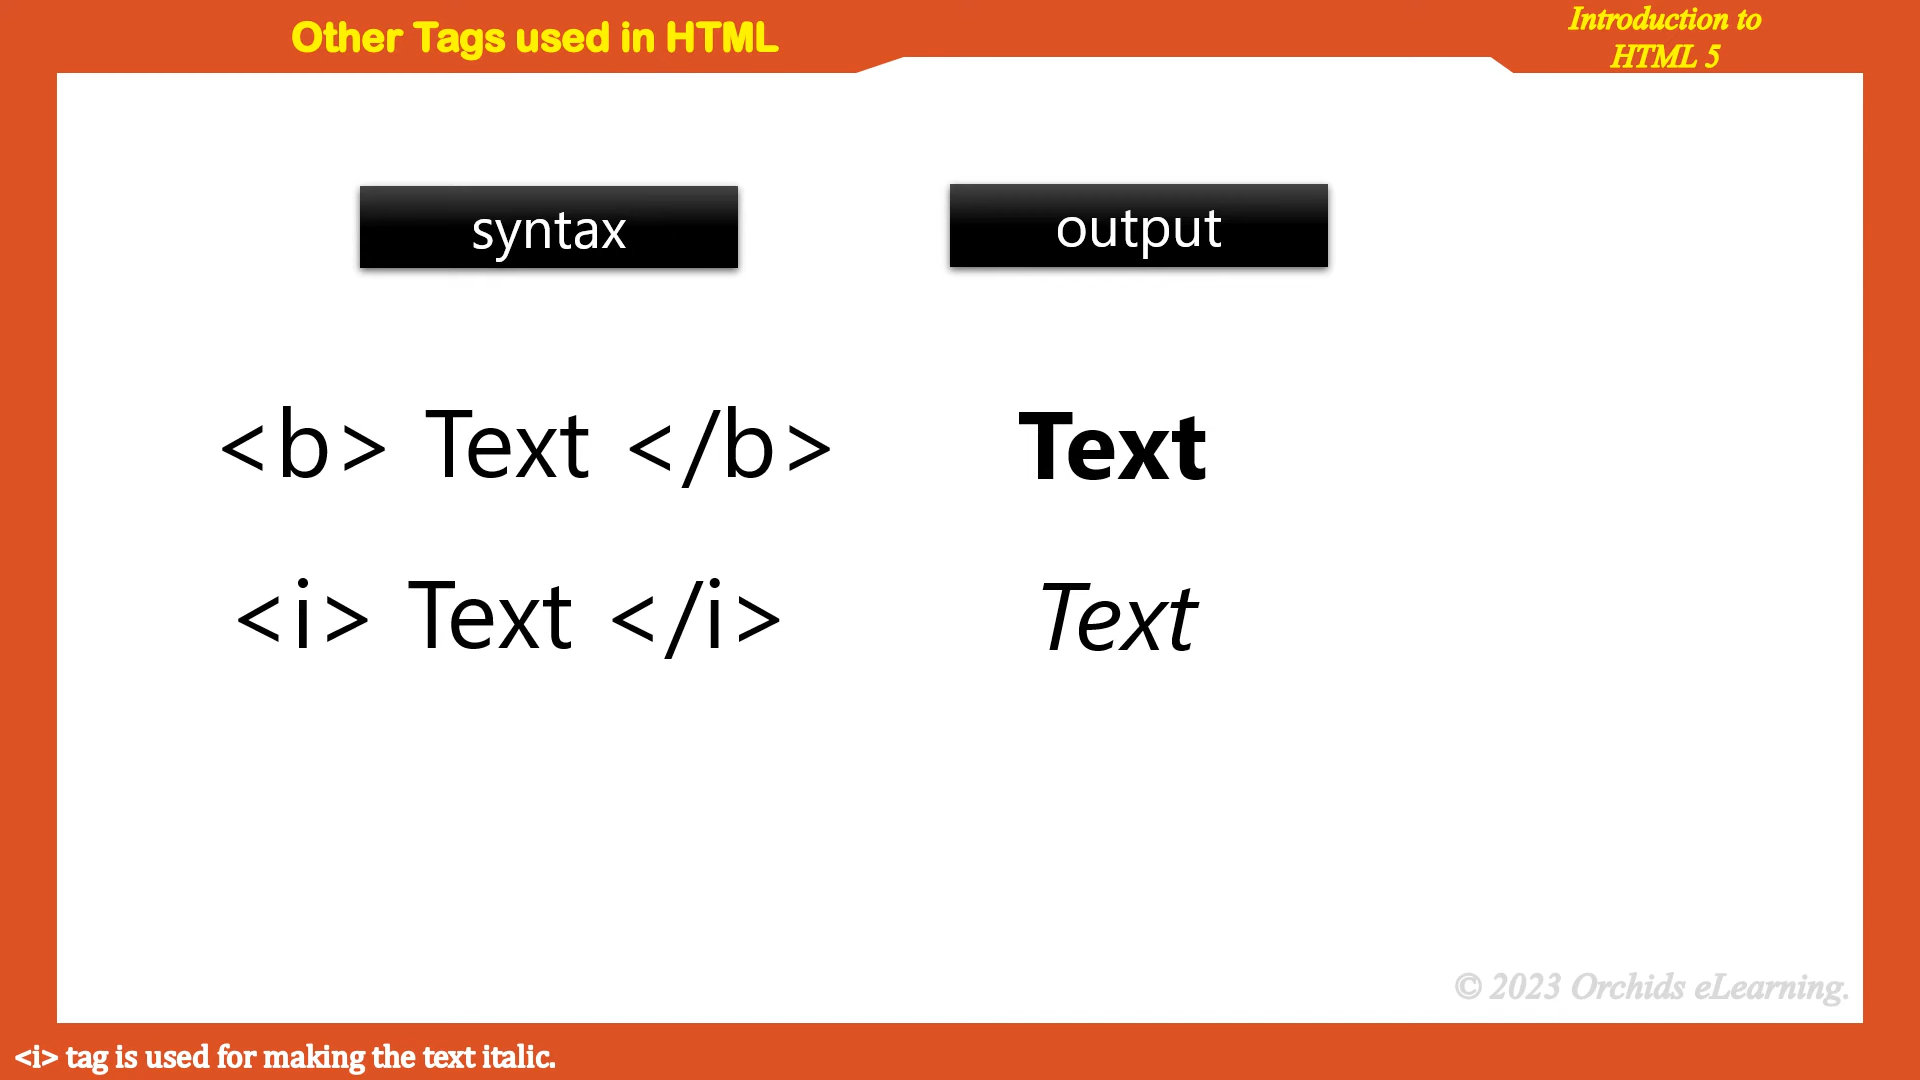 Other Tags used in HTML
Introduction to
HTML 5
syntax
output
<b> Text </b>
Text
<i> Text </i>
Text
© 2023 Orchids eLearning.
<i> tag is used for making the text italic.